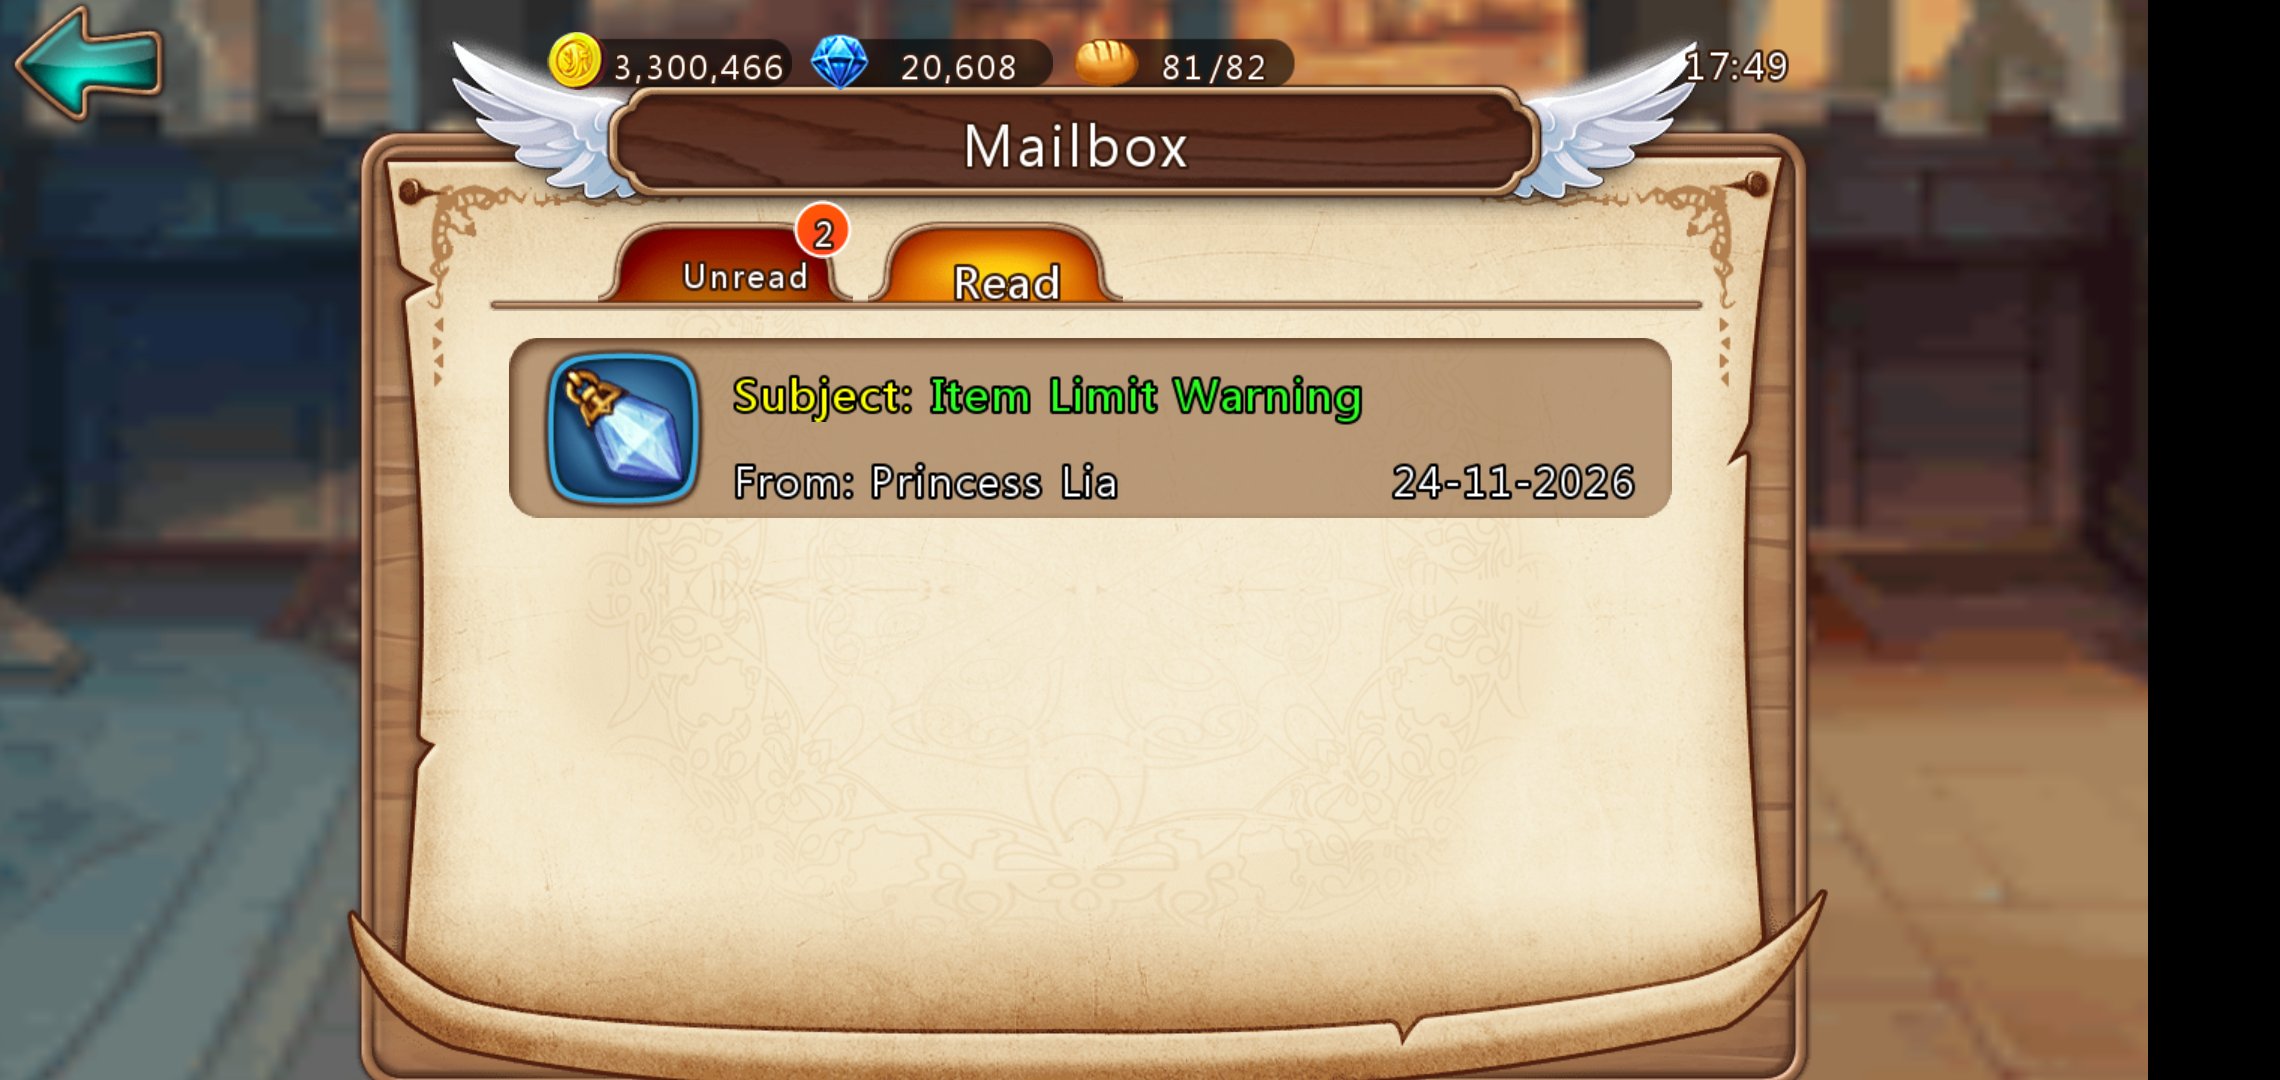 3,300,466
20,608
81/82
17:49
Mailbox
2
Unread
Read
Subject: Item Limit Warning
From: Princess Lia 24-11-2026